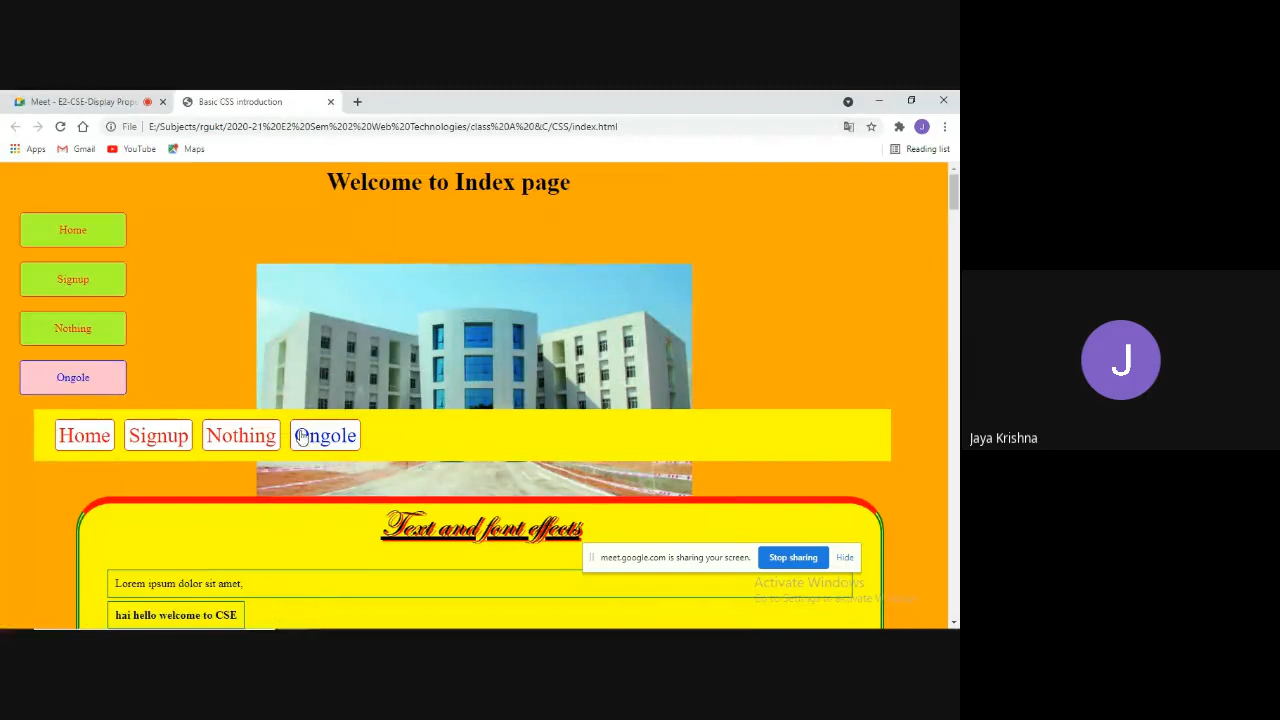 Meet - E2-CSE-Display Prop
Basic CSS introduction
File
E:/Subjects/rgukt/2020-21%20E2%20Sem%202%20Web%20Technologies/class%20A%20&C/CSS/index.html
J
Apps
Gmail
YouTube
Maps
Reading list
Welcome to Index page
Home
Signup
Nothing
Ongole
Home Signup Nothing Ongole
Text and font effects
meet.google.com is sharing your screen.
Stop sharing
Hide
Lorem ipsum dolor sit amet,
Activate Windows
hai hello welcome to CSE
J
Jaya Krishna